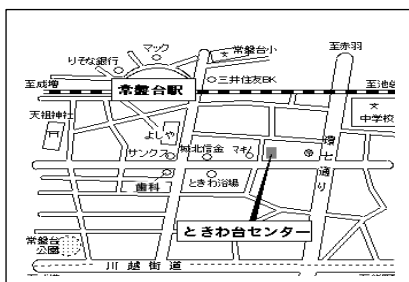 マック
常盤台小
至赤羽
りそな銀行
三井住友BK
至成増
常盤台駅
至池袋
天祖神社
中学校
よしや
サンクス
城北信金
マキノ
環七通り
歯科
ときわ浴場
ときわ台センター
常盤台
公園
川越街道